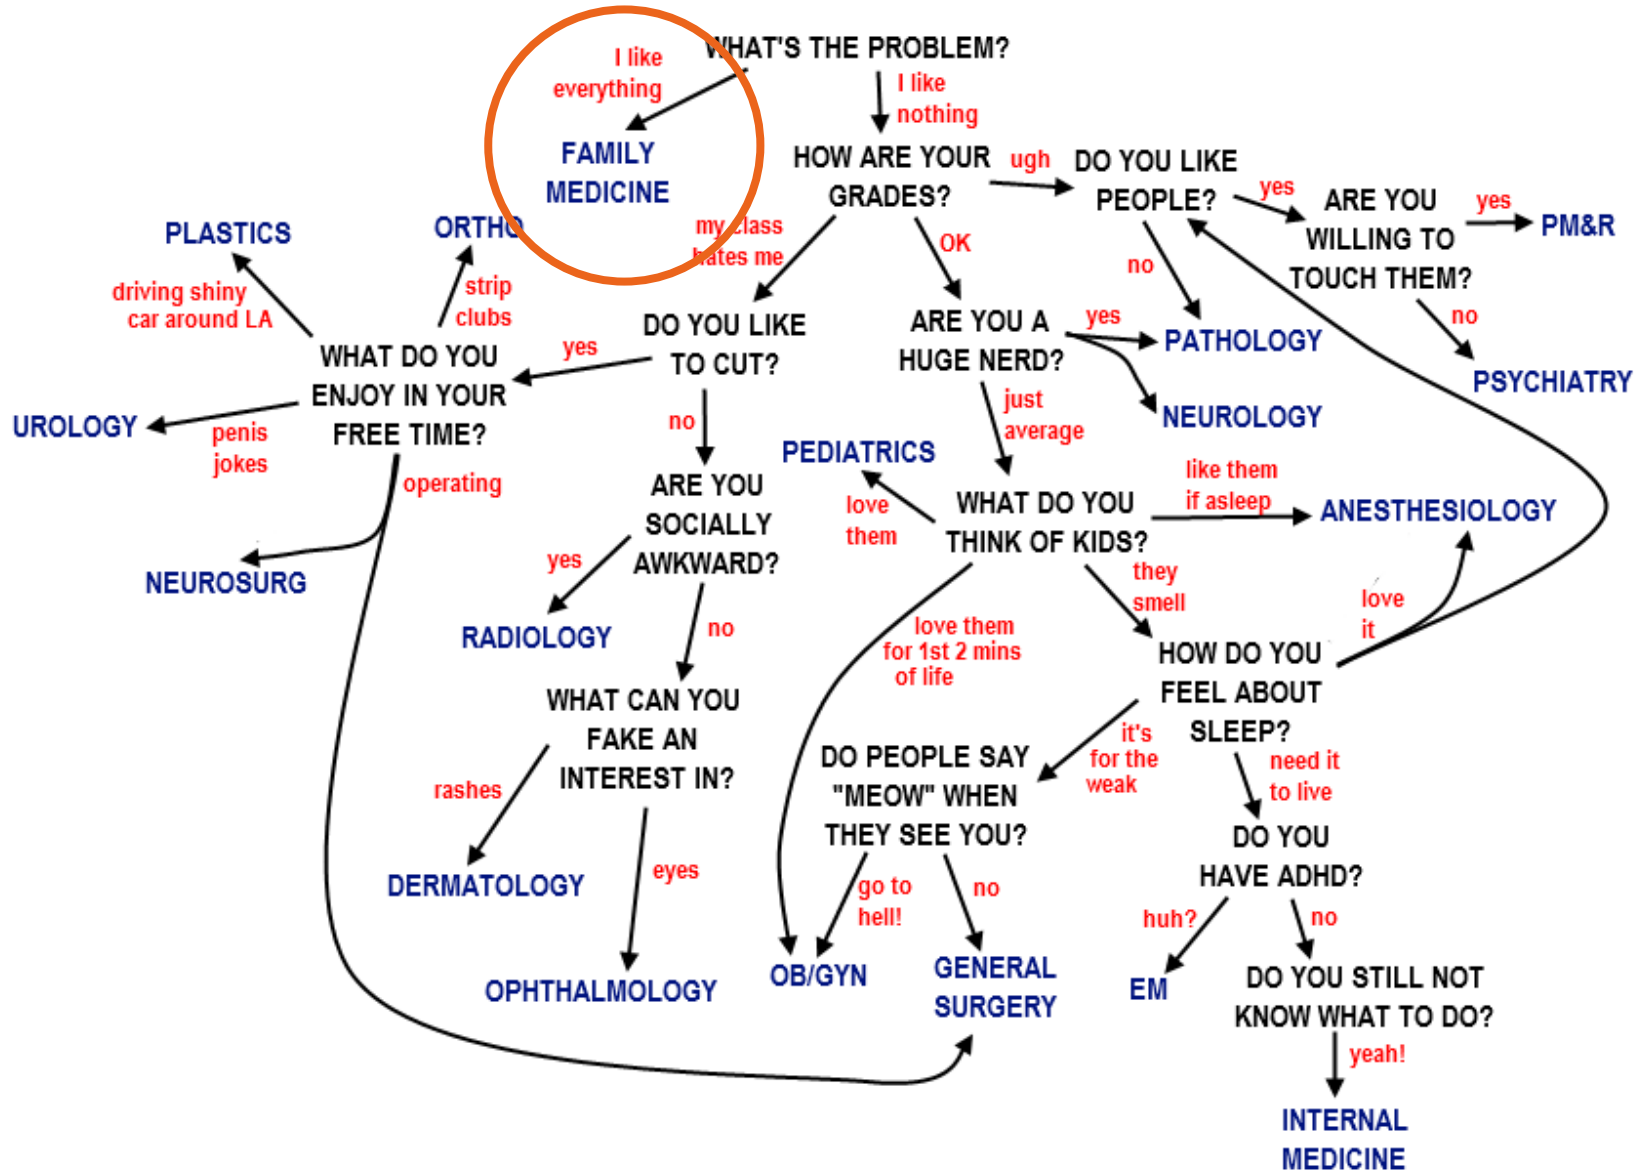 WHAT'S THE PROBLEM?
I like
everything
I like
nothing
FAMILY
MEDICINE
HOW ARE YOUR
GRADES?
ugh
DO YOU LIKE
PEOPLE?
yes
ARE YOU
WILLING TO
TOUCH THEM?
yes
PM&R
no
PSYCHIATRY
no
PATHOLOGY
my class
hates me
OK
ARE YOU A
HUGE NERD?
yes
NEUROLOGY
just
average
DO YOU LIKE
TO CUT?
yes
WHAT DO YOU
ENJOY IN YOUR
FREE TIME?
PLASTICS
driving shiny
car around LA
ORTHO
strip
clubs
UROLOGY
penis
jokes
operating
NEUROSURG
no
ARE YOU
SOCIALLY
AWKWARD?
yes
RADIOLOGY
no
WHAT CAN YOU
FAKE AN
INTEREST IN?
rashes
DERMATOLOGY
eyes
OPHTHALMOLOGY
PEDIATRICS
love
them
WHAT DO YOU
THINK OF KIDS?
like them
if asleep
ANESTHESIOLOGY
they
smell
love them
for 1st 2 mins
of life
HOW DO YOU
FEEL ABOUT
SLEEP?
love
it
it's
for the
weak
DO PEOPLE SAY
"MEOW" WHEN
THEY SEE YOU?
go to
hell!
OB/GYN
no
GENERAL
SURGERY
need it
to live
DO YOU
HAVE ADHD?
huh?
EM
no
DO YOU STILL NOT
KNOW WHAT TO DO?
yeah!
INTERNAL
MEDICINE